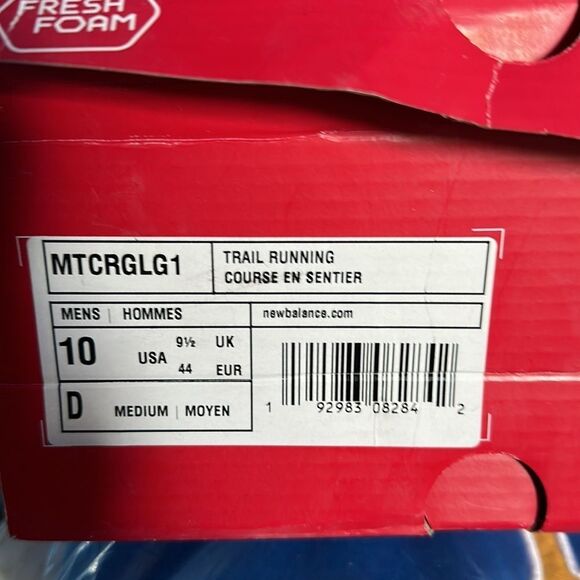 FRESH
FOAM
MTCRGLG1
TRAIL RUNNING
COURSE EN SENTIER
MENS | HOMMES
newbalance.com
10 USA 9½ UK
44 EUR
D MEDIUM | MOYEN
1 92983 08284 2